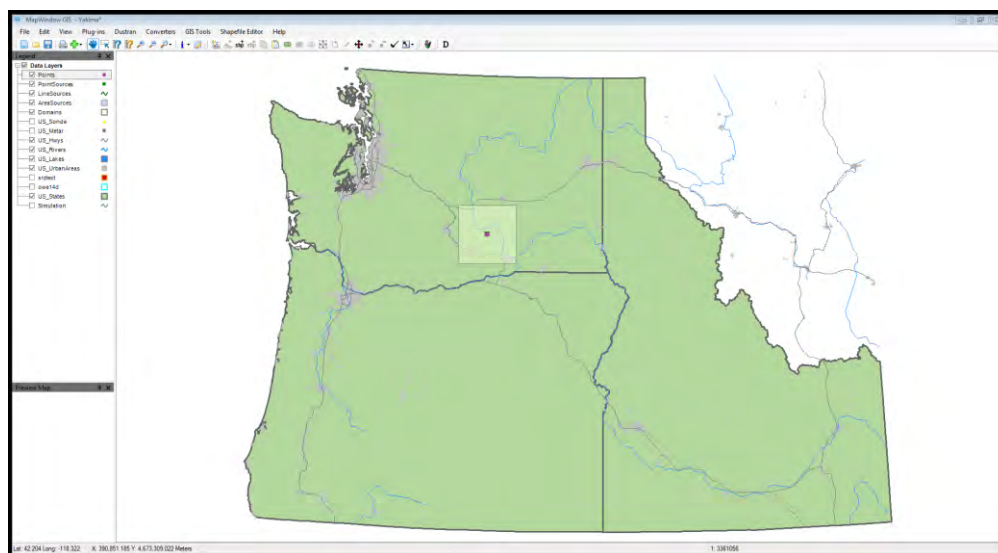 MapWindow GIS - Yakima*
File Edit View Plug-ins Dustran Converters GIS Tools Shapefile Editor Help
D
Legend
Data Layers
Points
PointSources
LineSources
AreaSources
Domains
US_Sonde
US_Metar
US_Hwys
US_Rivers
US_Lakes
US_UrbanAreas
US_States
Simulation
Preview Map
Lat: 42.204 Long: -118.322 X: 390,851.185 Y: 4,673,309.022 Meters 1: 3361056